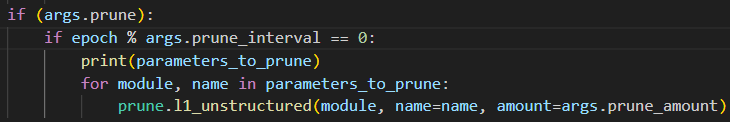 if (args.prune):
if epoch % args.prune_interval == 0:
print(parameters_to_prune)
for module, name in parameters_to_prune:
prune.l1_unstructured(module, name=name, amount=args.prune_amount)